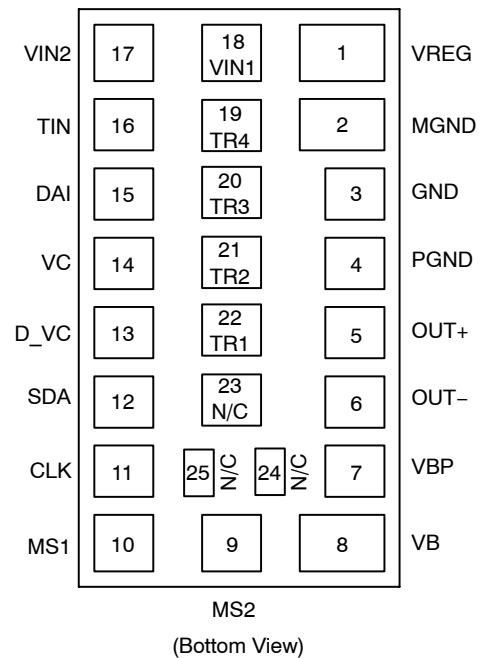 VIN2 17 18 1 VREG
VIN1
TIN 16 19 2 MGND
TR4
DAI 15 20 3 GND
TR3
VC 14 21 4 PGND
TR2
D_VC 13 22 5 OUT+
TR1
SDA 12 23 6 OUT−
N/C
CLK 11 25 N/C 24 N/C 7 VBP
MS1 10 9 8 VB
MS2
(Bottom View)